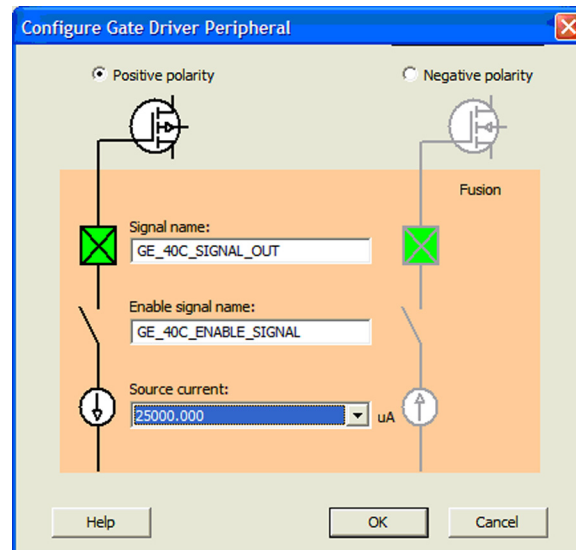 Configure Gate Driver Peripheral
Positive polarity
Negative polarity
Fusion
Signal name:
GE_40C_SIGNAL_OUT
Enable signal name:
GE_40C_ENABLE_SIGNAL
Source current:
25000.000
uA
Help
OK
Cancel